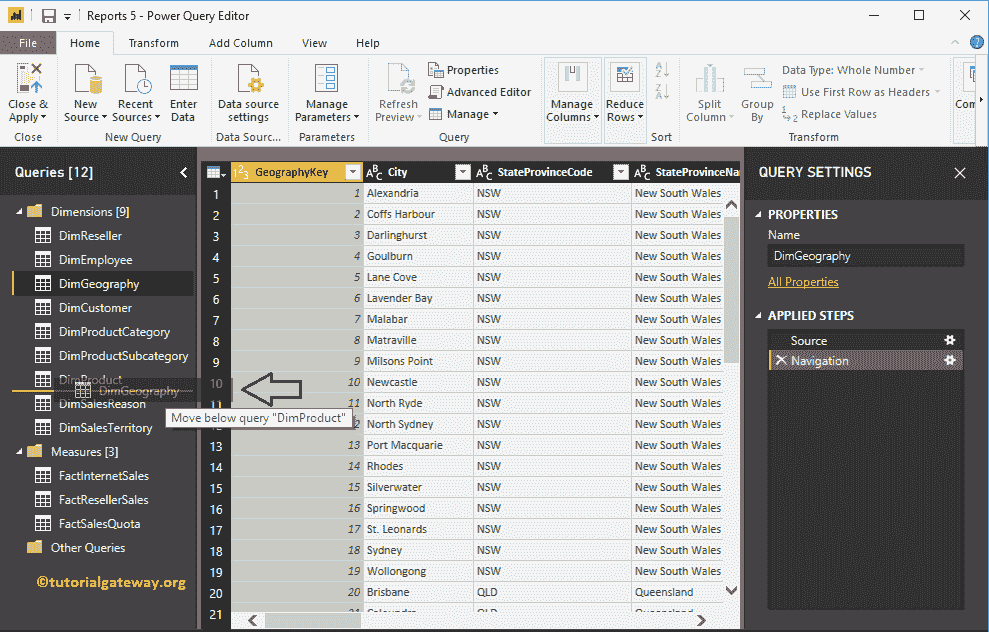 Reports 5 - Power Query Editor
File Home Transform Add Column View Help
Close & Apply
New Source
Recent Sources
Enter Data
Data source settings
Manage Parameters
Refresh Preview
Properties
Advanced Editor
Manage
Manage Columns
Reduce Rows
Split Column
Group By
Data Type: Whole Number
Use First Row as Headers
Replace Values
Com
Close New Query Data Sourc... Parameters Query Sort Transform
Queries [12]
Dimensions [9]
DimReseller
DimEmployee
DimGeography
DimCustomer
DimProductCategory
DimProductSubcategory
DimProduct
DimGeography
DimSalesReason
DimSalesTerritory
Measures [3]
FactInternetSales
FactResellerSales
FactSalesQuota
Other Queries
©tutorialgateway.org
Move below query "DimProduct"
GeographyKey City StateProvinceCode StateProvinceNa
1 1 Alexandria NSW New South Wales
2 2 Coffs Harbour NSW New South Wales
3 3 Darlinghurst NSW New South Wales
4 4 Goulburn NSW New South Wales
5 5 Lane Cove NSW New South Wales
6 6 Lavender Bay NSW New South Wales
7 7 Malabar NSW New South Wales
8 8 Matraville NSW New South Wales
9 9 Milsons Point NSW New South Wales
10 10 Newcastle NSW New South Wales
11 11 North Ryde NSW New South Wales
2 North Sydney NSW New South Wales
13 13 Port Macquarie NSW New South Wales
14 14 Rhodes NSW New South Wales
15 15 Silverwater NSW New South Wales
16 16 Springwood NSW New South Wales
17 17 St. Leonards NSW New South Wales
18 18 Sydney NSW New South Wales
19 19 Wollongong NSW New South Wales
20 20 Brisbane QLD Queensland
21
QUERY SETTINGS
PROPERTIES
Name
DimGeography
All Properties
APPLIED STEPS
Source
Navigation